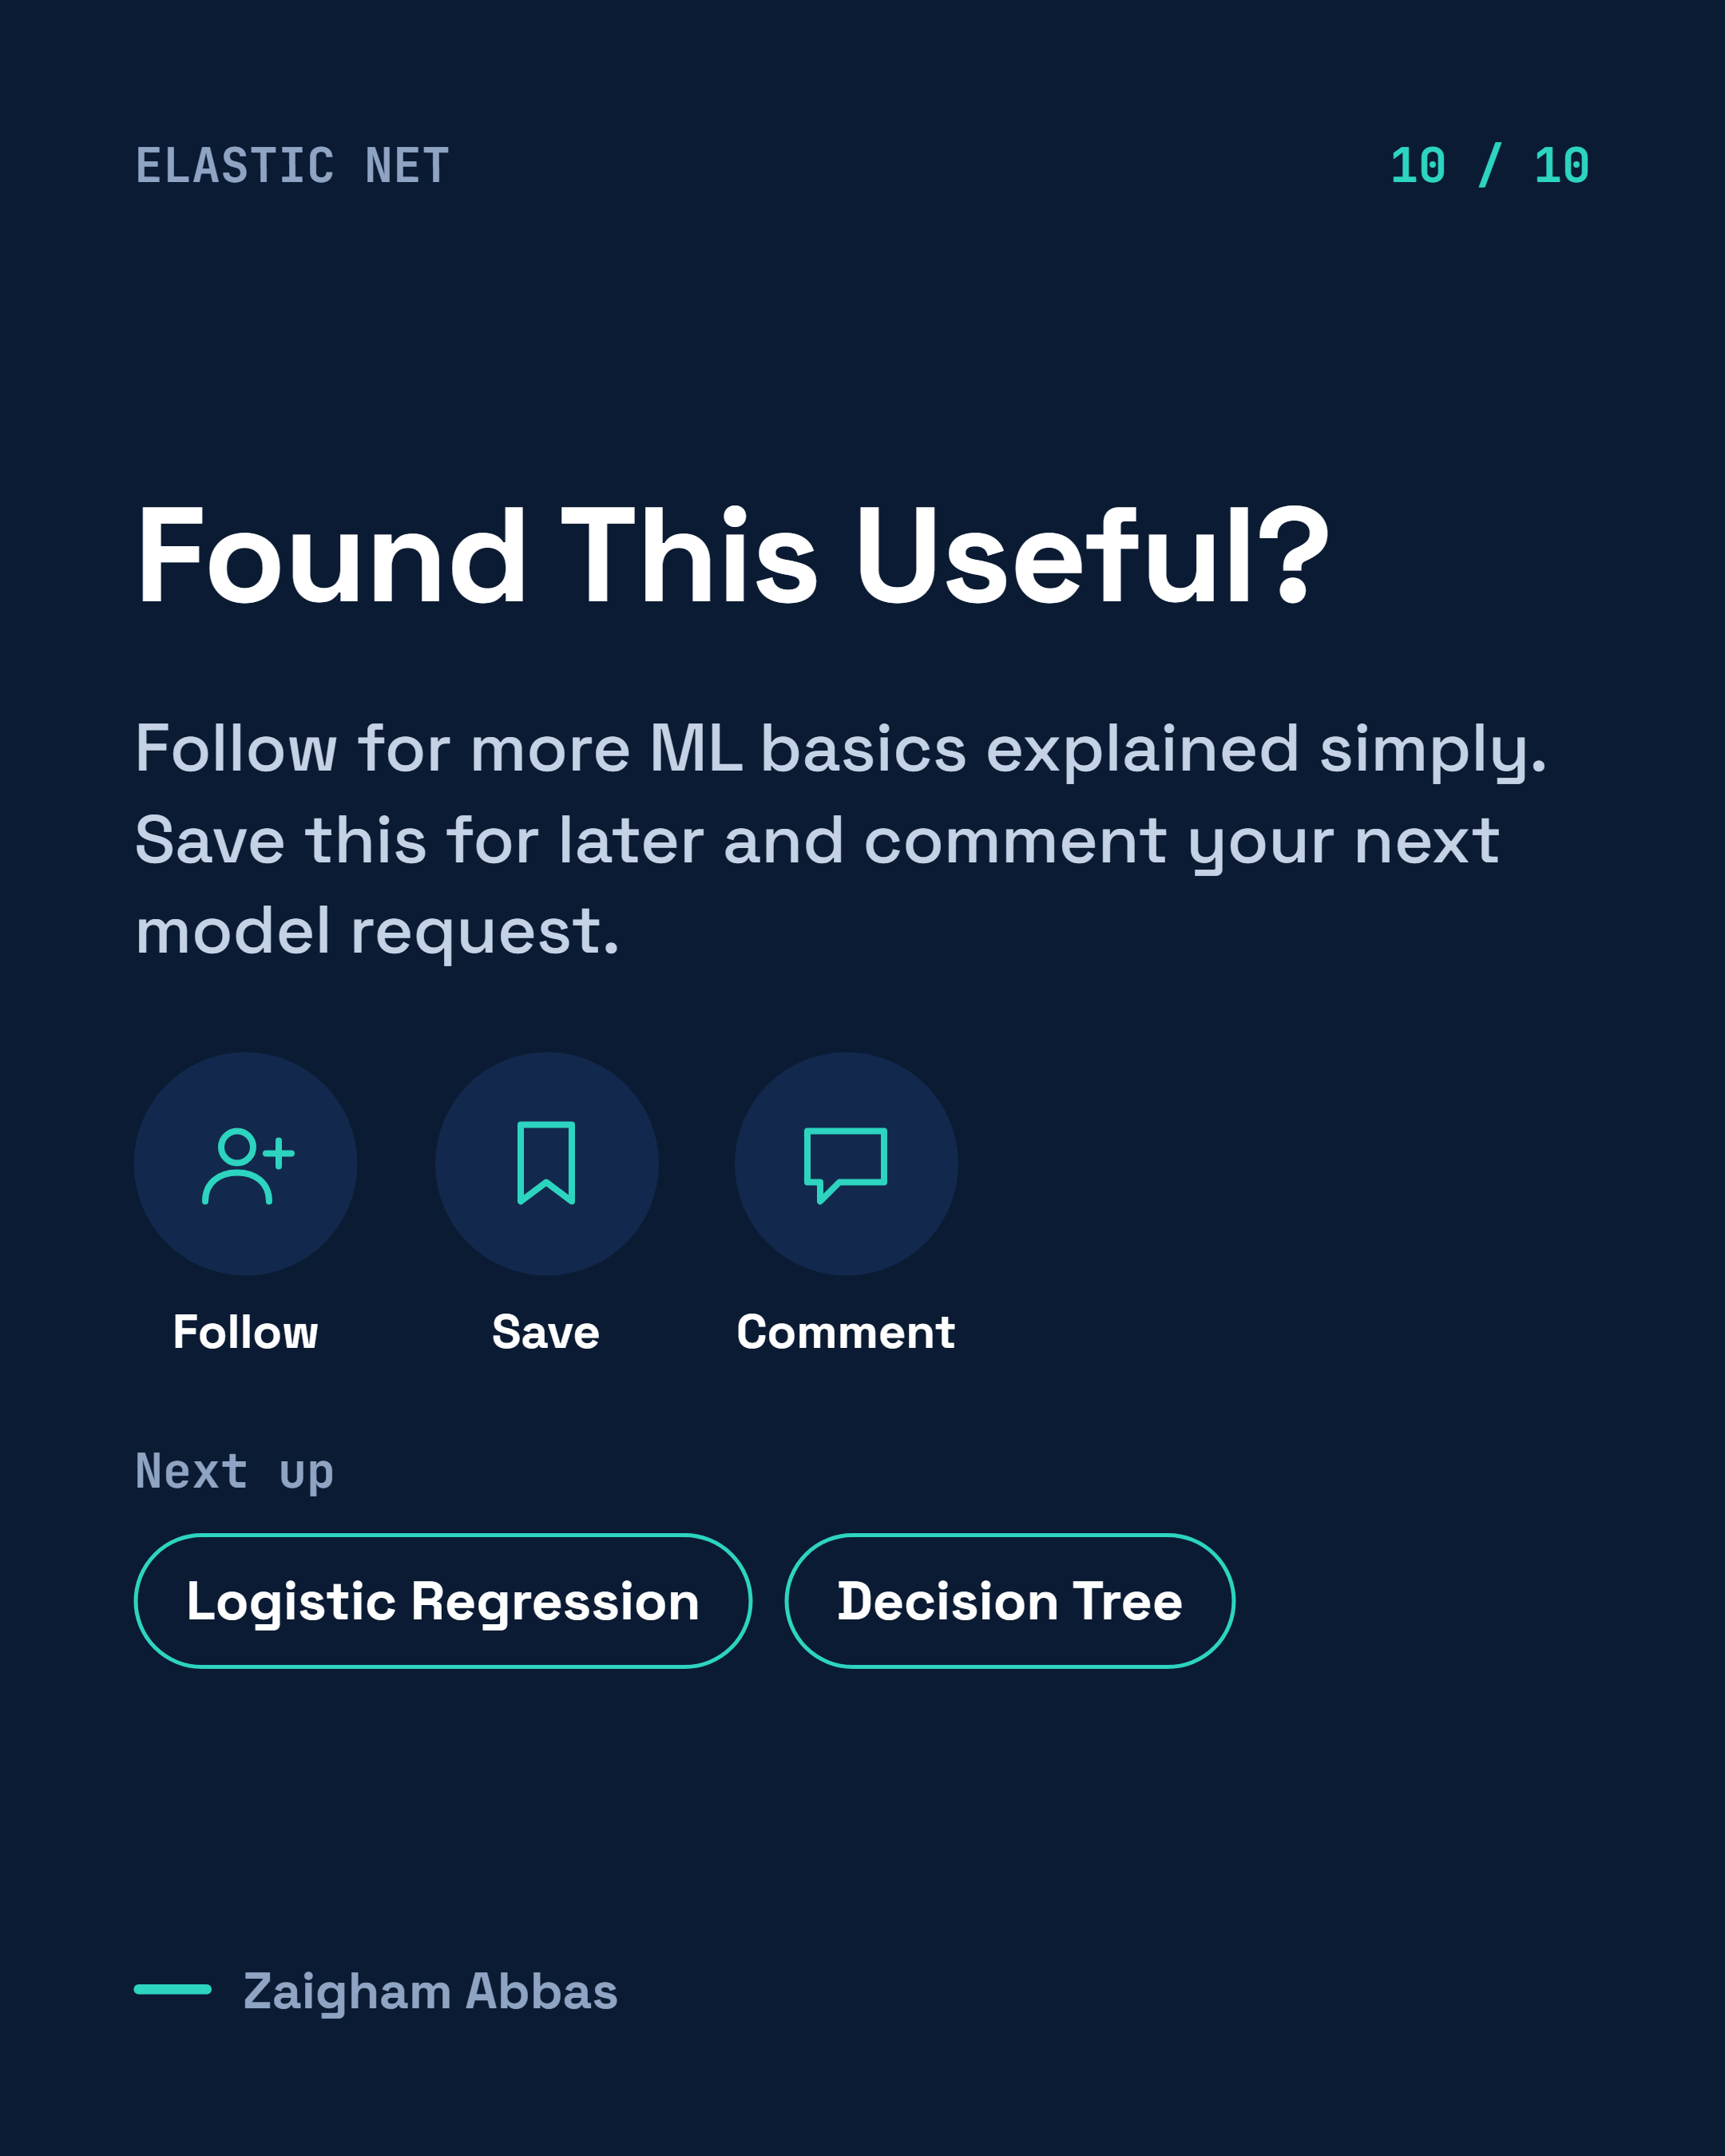 ELASTIC NET
10 / 10
Found This Useful?
Follow for more ML basics explained simply.
Save this for later and comment your next
model request.
Follow
Save
Comment
Next up
Logistic Regression
Decision Tree
Zaigham Abbas